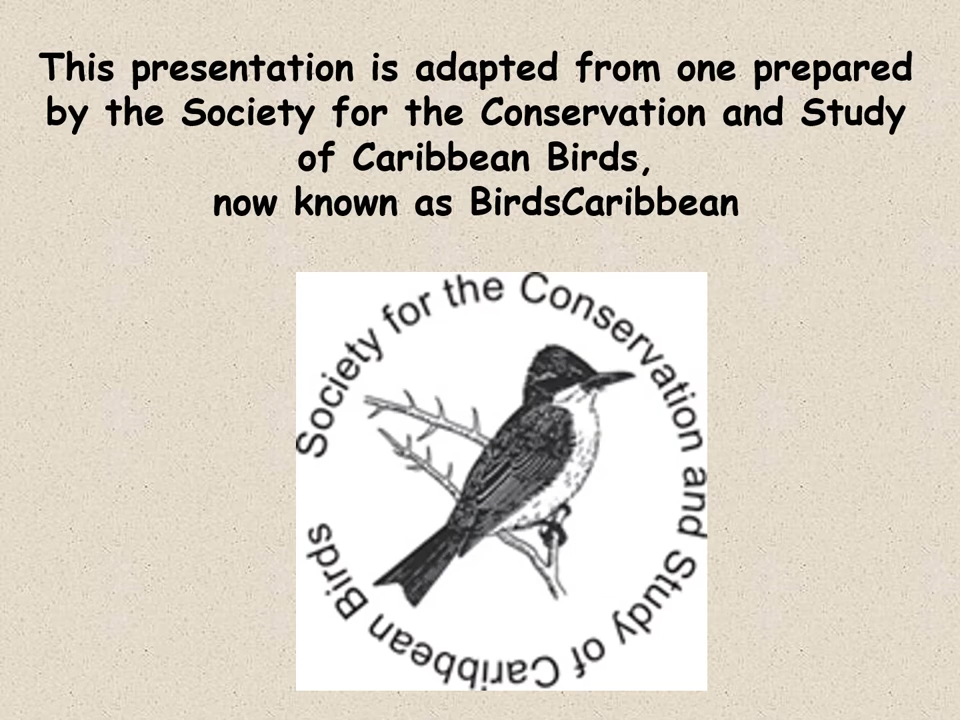 This presentation is adapted from one prepared
by the Society for the Conservation and Study
of Caribbean Birds,
now known as BirdsCaribbean
Society for the Conservation and Study of Caribbean Birds